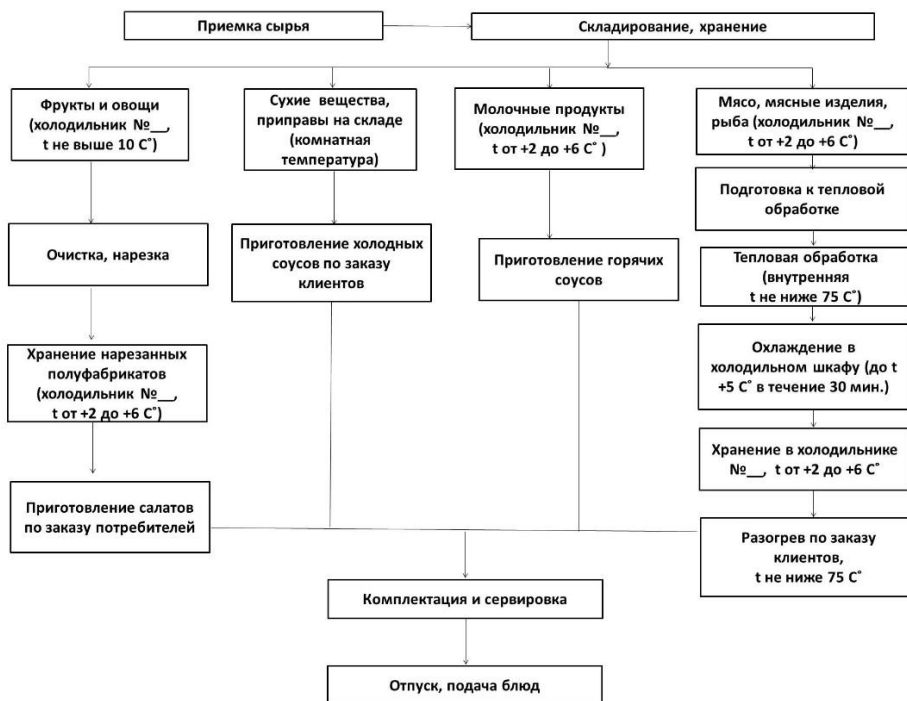 Приемка сырья
Складирование, хранение
Фрукты и овощи
(холодильник №__,
t не выше 10 С˚)
Сухие вещества,
приправы на складе
(комнатная
температура)
Молочные продукты
(холодильник №__,
t от +2 до +6 С˚ )
Мясо, мясные изделия,
рыба (холодильник №__,
t от +2 до +6 С˚)
Подготовка к тепловой
обработке
Очистка, нарезка
Приготовление холодных
соусов по заказу
клиентов
Приготовление горячих
соусов
Тепловая обработка
(внутренняя
t не ниже 75 С˚)
Хранение нарезанных
полуфабрикатов
(холодильник №__,
t от +2 до +6 С˚)
Охлаждение в
холодильном шкафу (до t
+5 С˚ в течение 30 мин.)
Хранение в холодильнике
№__, t от +2 до +6 С˚
Приготовление салатов
по заказу потребителей
Разогрев по заказу
клиентов,
t не ниже 75 С˚
Комплектация и сервировка
Отпуск, подача блюд